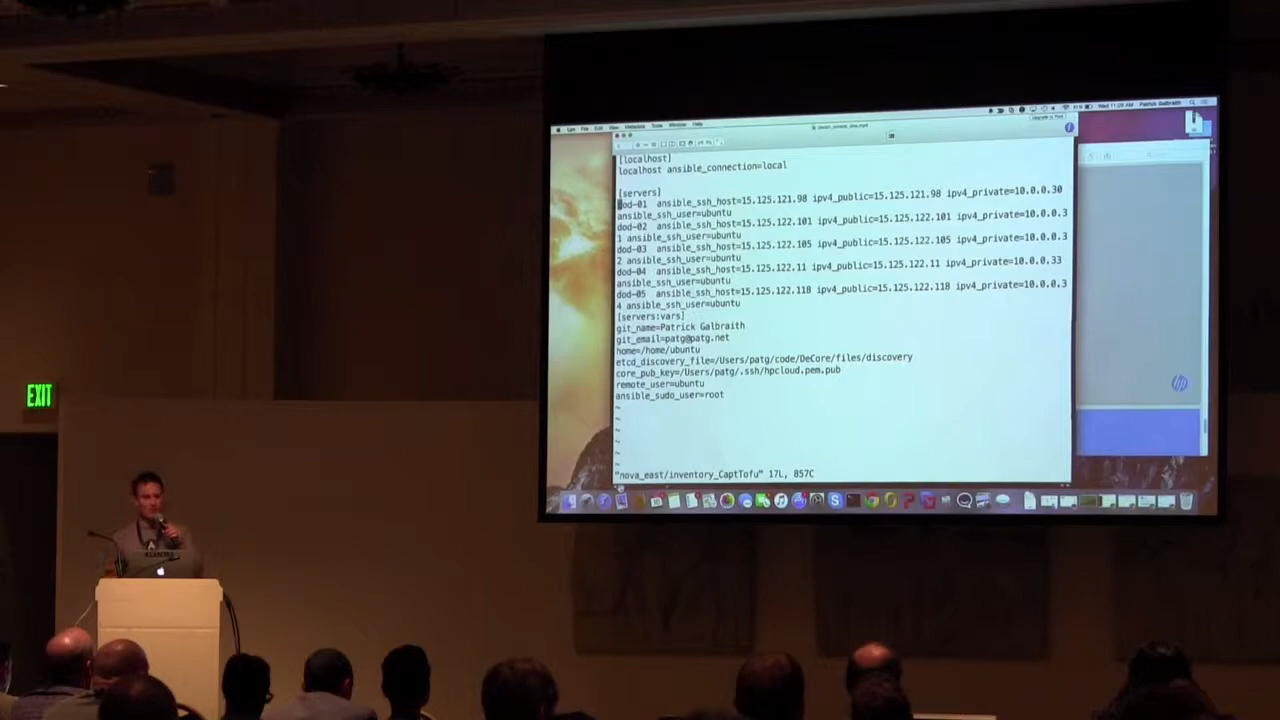 Wed 11:29 AM Patrick Galbraith
[localhost]
localhost ansible_connection=local
[servers]
dod-01 ansible_ssh_host=15.125.121.98 ipv4_public=15.125.121.98 ipv4_private=10.0.0.30
ansible_ssh_user=ubuntu
dod-02 ansible_ssh_host=15.125.122.101 ipv4_public=15.125.122.101 ipv4_private=10.0.0.3
1 ansible_ssh_user=ubuntu
dod-03 ansible_ssh_host=15.125.122.105 ipv4_public=15.125.122.105 ipv4_private=10.0.0.3
2 ansible_ssh_user=ubuntu
dod-04 ansible_ssh_host=15.125.122.11 ipv4_public=15.125.122.11 ipv4_private=10.0.0.33
ansible_ssh_user=ubuntu
dod-05 ansible_ssh_host=15.125.122.118 ipv4_public=15.125.122.118 ipv4_private=10.0.0.3
4 ansible_ssh_user=ubuntu
[servers:vars]
git_name=Patrick Galbraith
git_email=patg@patg.net
home=/home/ubuntu
etcd_discovery_file=/Users/patg/code/DeCore/files/discovery
core_pub_key=/Users/patg/.ssh/hpcloud.pem.pub
remote_user=ubuntu
ansible_sudo_user=root
~
~
~
~
~
~
"nova_east/inventory_CaptTofu" 17L, 857C
hp
EXIT